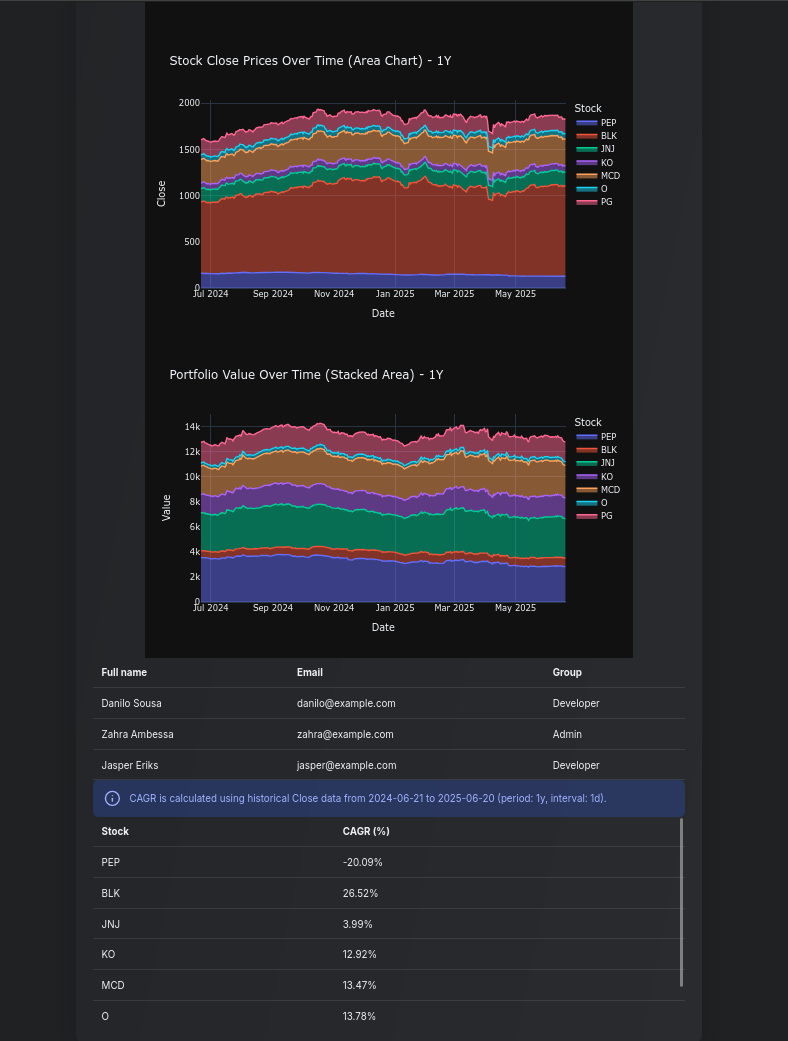 Stock Close Prices Over Time (Area Chart) - 1Y
Stock
PEP
BLK
JNJ
KO
MCD
O
PG
2000
1500
1000
500
0
Close
Jul 2024 Sep 2024 Nov 2024 Jan 2025 Mar 2025 May 2025
Date
Portfolio Value Over Time (Stacked Area) - 1Y
Stock
PEP
BLK
JNJ
KO
MCD
O
PG
14k
12k
10k
8k
6k
4k
2k
0
Value
Jul 2024 Sep 2024 Nov 2024 Jan 2025 Mar 2025 May 2025
Date
Full name Email Group
Danilo Sousa danilo@example.com Developer
Zahra Ambessa zahra@example.com Admin
Jasper Eriks jasper@example.com Developer
CAGR is calculated using historical Close data from 2024-06-21 to 2025-06-20 (period: 1y, interval: 1d).
Stock CAGR (%)
PEP -20.09%
BLK 26.52%
JNJ 3.99%
KO 12.92%
MCD 13.47%
O 13.78%